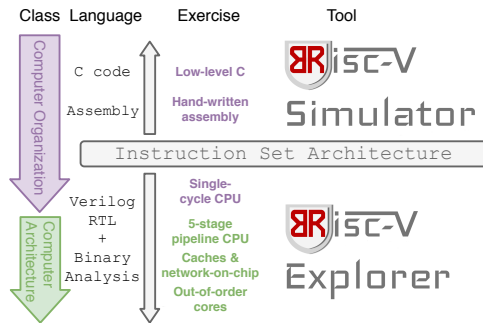 Class Language Exercise Tool
Computer Organization
C code
Low-level C
Assembly
Hand-written
assembly
BRISC-V
Simulator
Instruction Set Architecture
Computer
Architecture
Verilog
RTL
+
Binary
Analysis
Single-
cycle CPU
5-stage
pipeline CPU
Caches &
network-on-chip
Out-of-order
cores
BRISC-V
Explorer